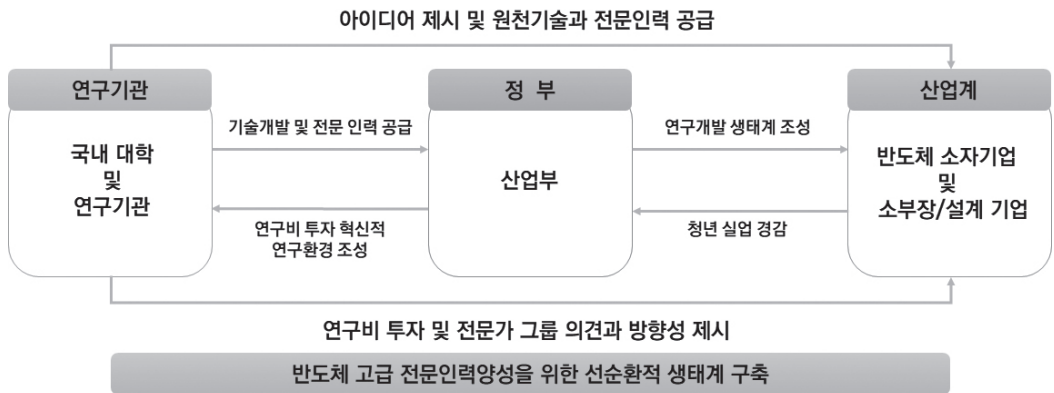 아이디어 제시 및 원천기술과 전문인력 공급
연구기관
정 부
산업계
국내 대학
및
연구기관
기술개발 및 전문 인력 공급
연구비 투자 혁신적
연구환경 조성
산업부
연구개발 생태계 조성
청년 실업 경감
반도체 소자기업
및
소부장/설계 기업
연구비 투자 및 전문가 그룹 의견과 방향성 제시
반도체 고급 전문인력양성을 위한 선순환적 생태계 구축